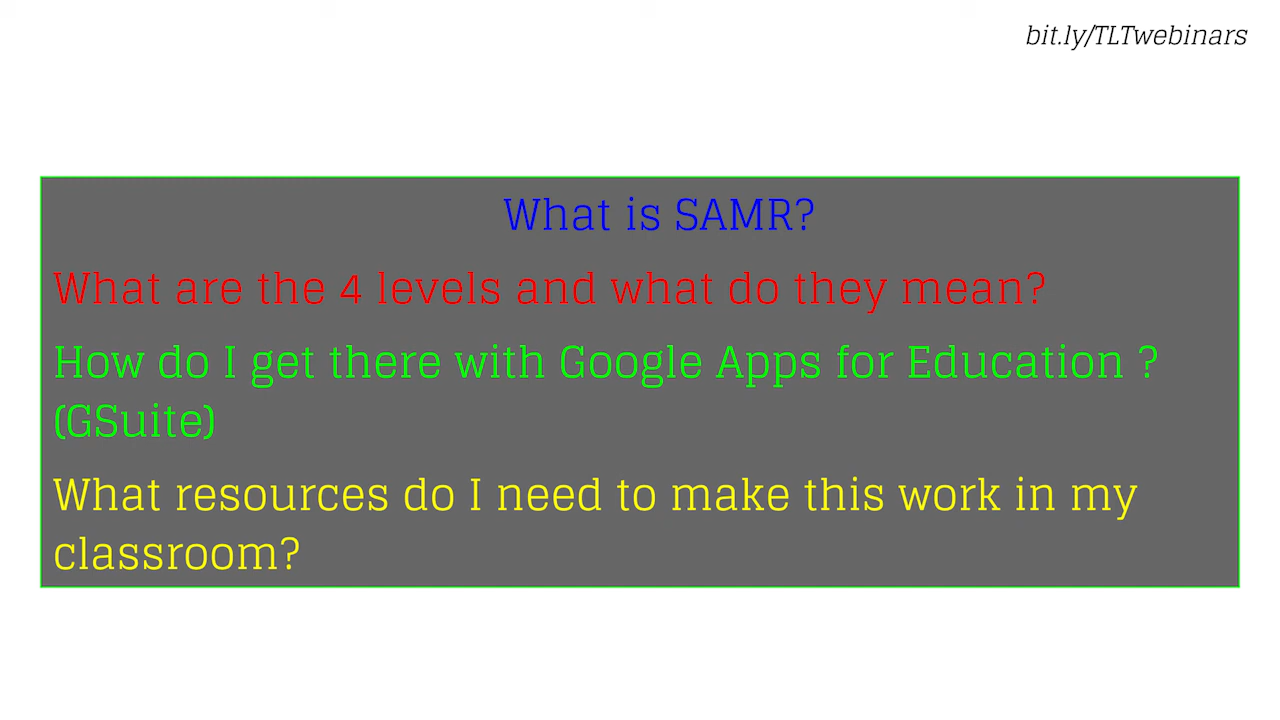 bit.ly/TLTwebinars
What is SAMR?
What are the 4 levels and what do they mean?
How do I get there with Google Apps for Education ?
(GSuite)
What resources do I need to make this work in my
classroom?